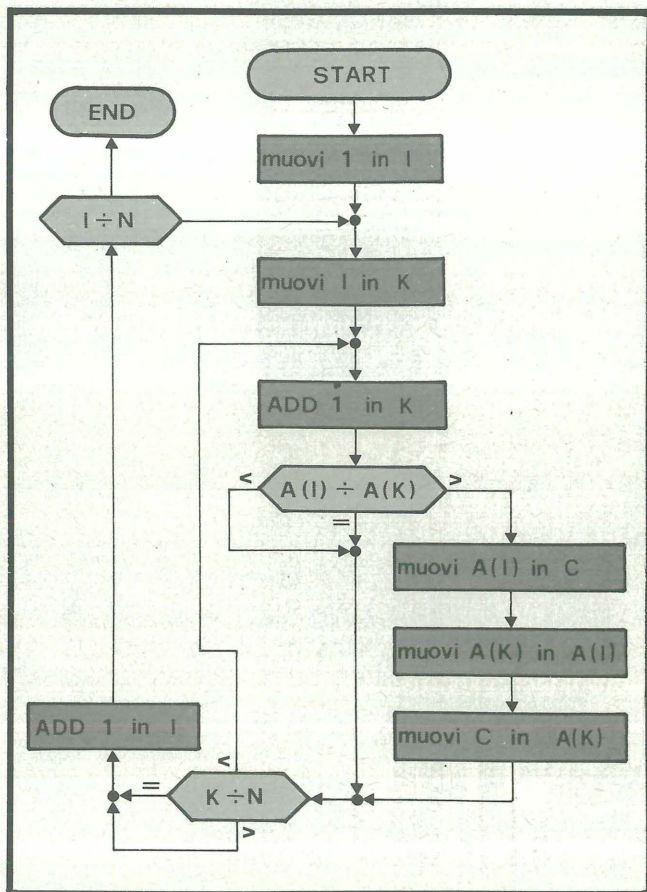 START
END
muovi 1 in I
I ÷ N
muovi I in K
ADD 1 in K
<
A(I) ÷ A(K)
>
=
muovi A(I) in C
muovi A(K) in A(I)
muovi C in A(K)
ADD 1 in I
<
=
K ÷ N
>